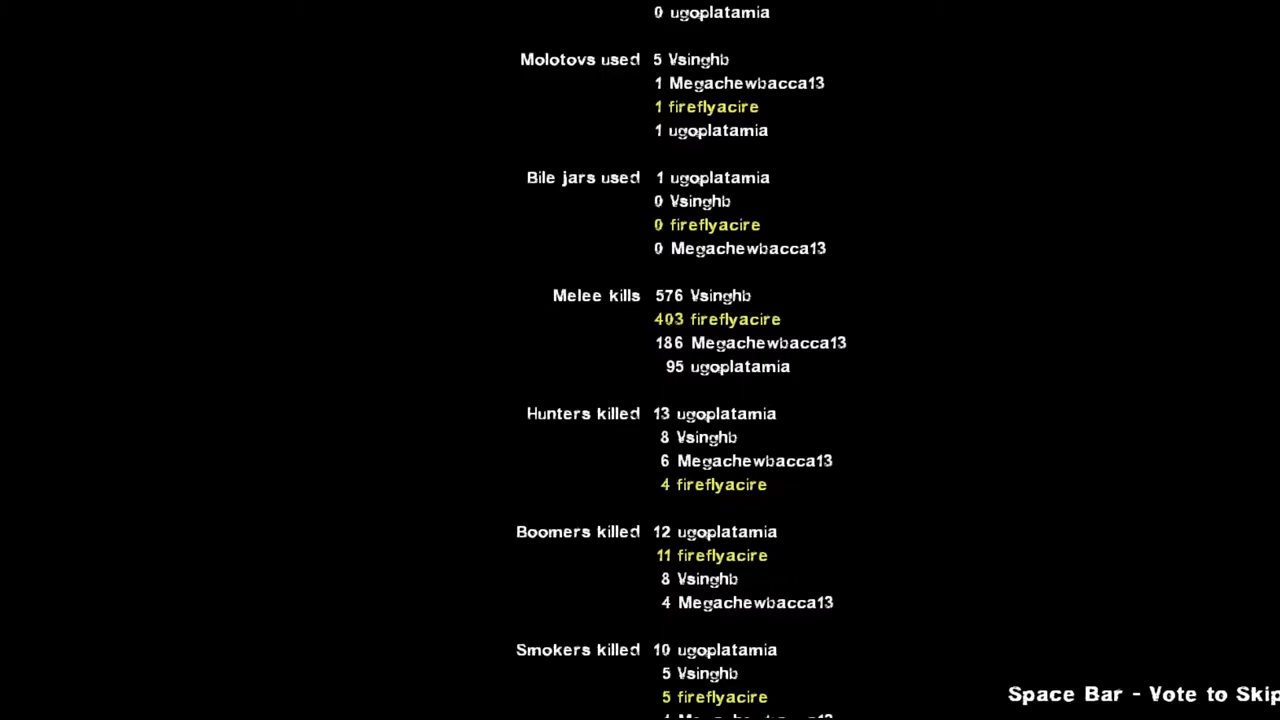 0 ugoplatamia
Molotovs used 5 Vsinghb
1 Megachewbacca13
1 fireflyacire
1 ugoplatamia
Bile jars used 1 ugoplatamia
0 Vsinghb
0 fireflyacire
0 Megachewbacca13
Melee kills 576 Vsinghb
403 fireflyacire
186 Megachewbacca13
95 ugoplatamia
Hunters killed 13 ugoplatamia
8 Vsinghb
6 Megachewbacca13
4 fireflyacire
Boomers killed 12 ugoplatamia
11 fireflyacire
8 Vsinghb
4 Megachewbacca13
Smokers killed 10 ugoplatamia
5 Vsinghb
5 fireflyacire
Space Bar - Vote to Skip